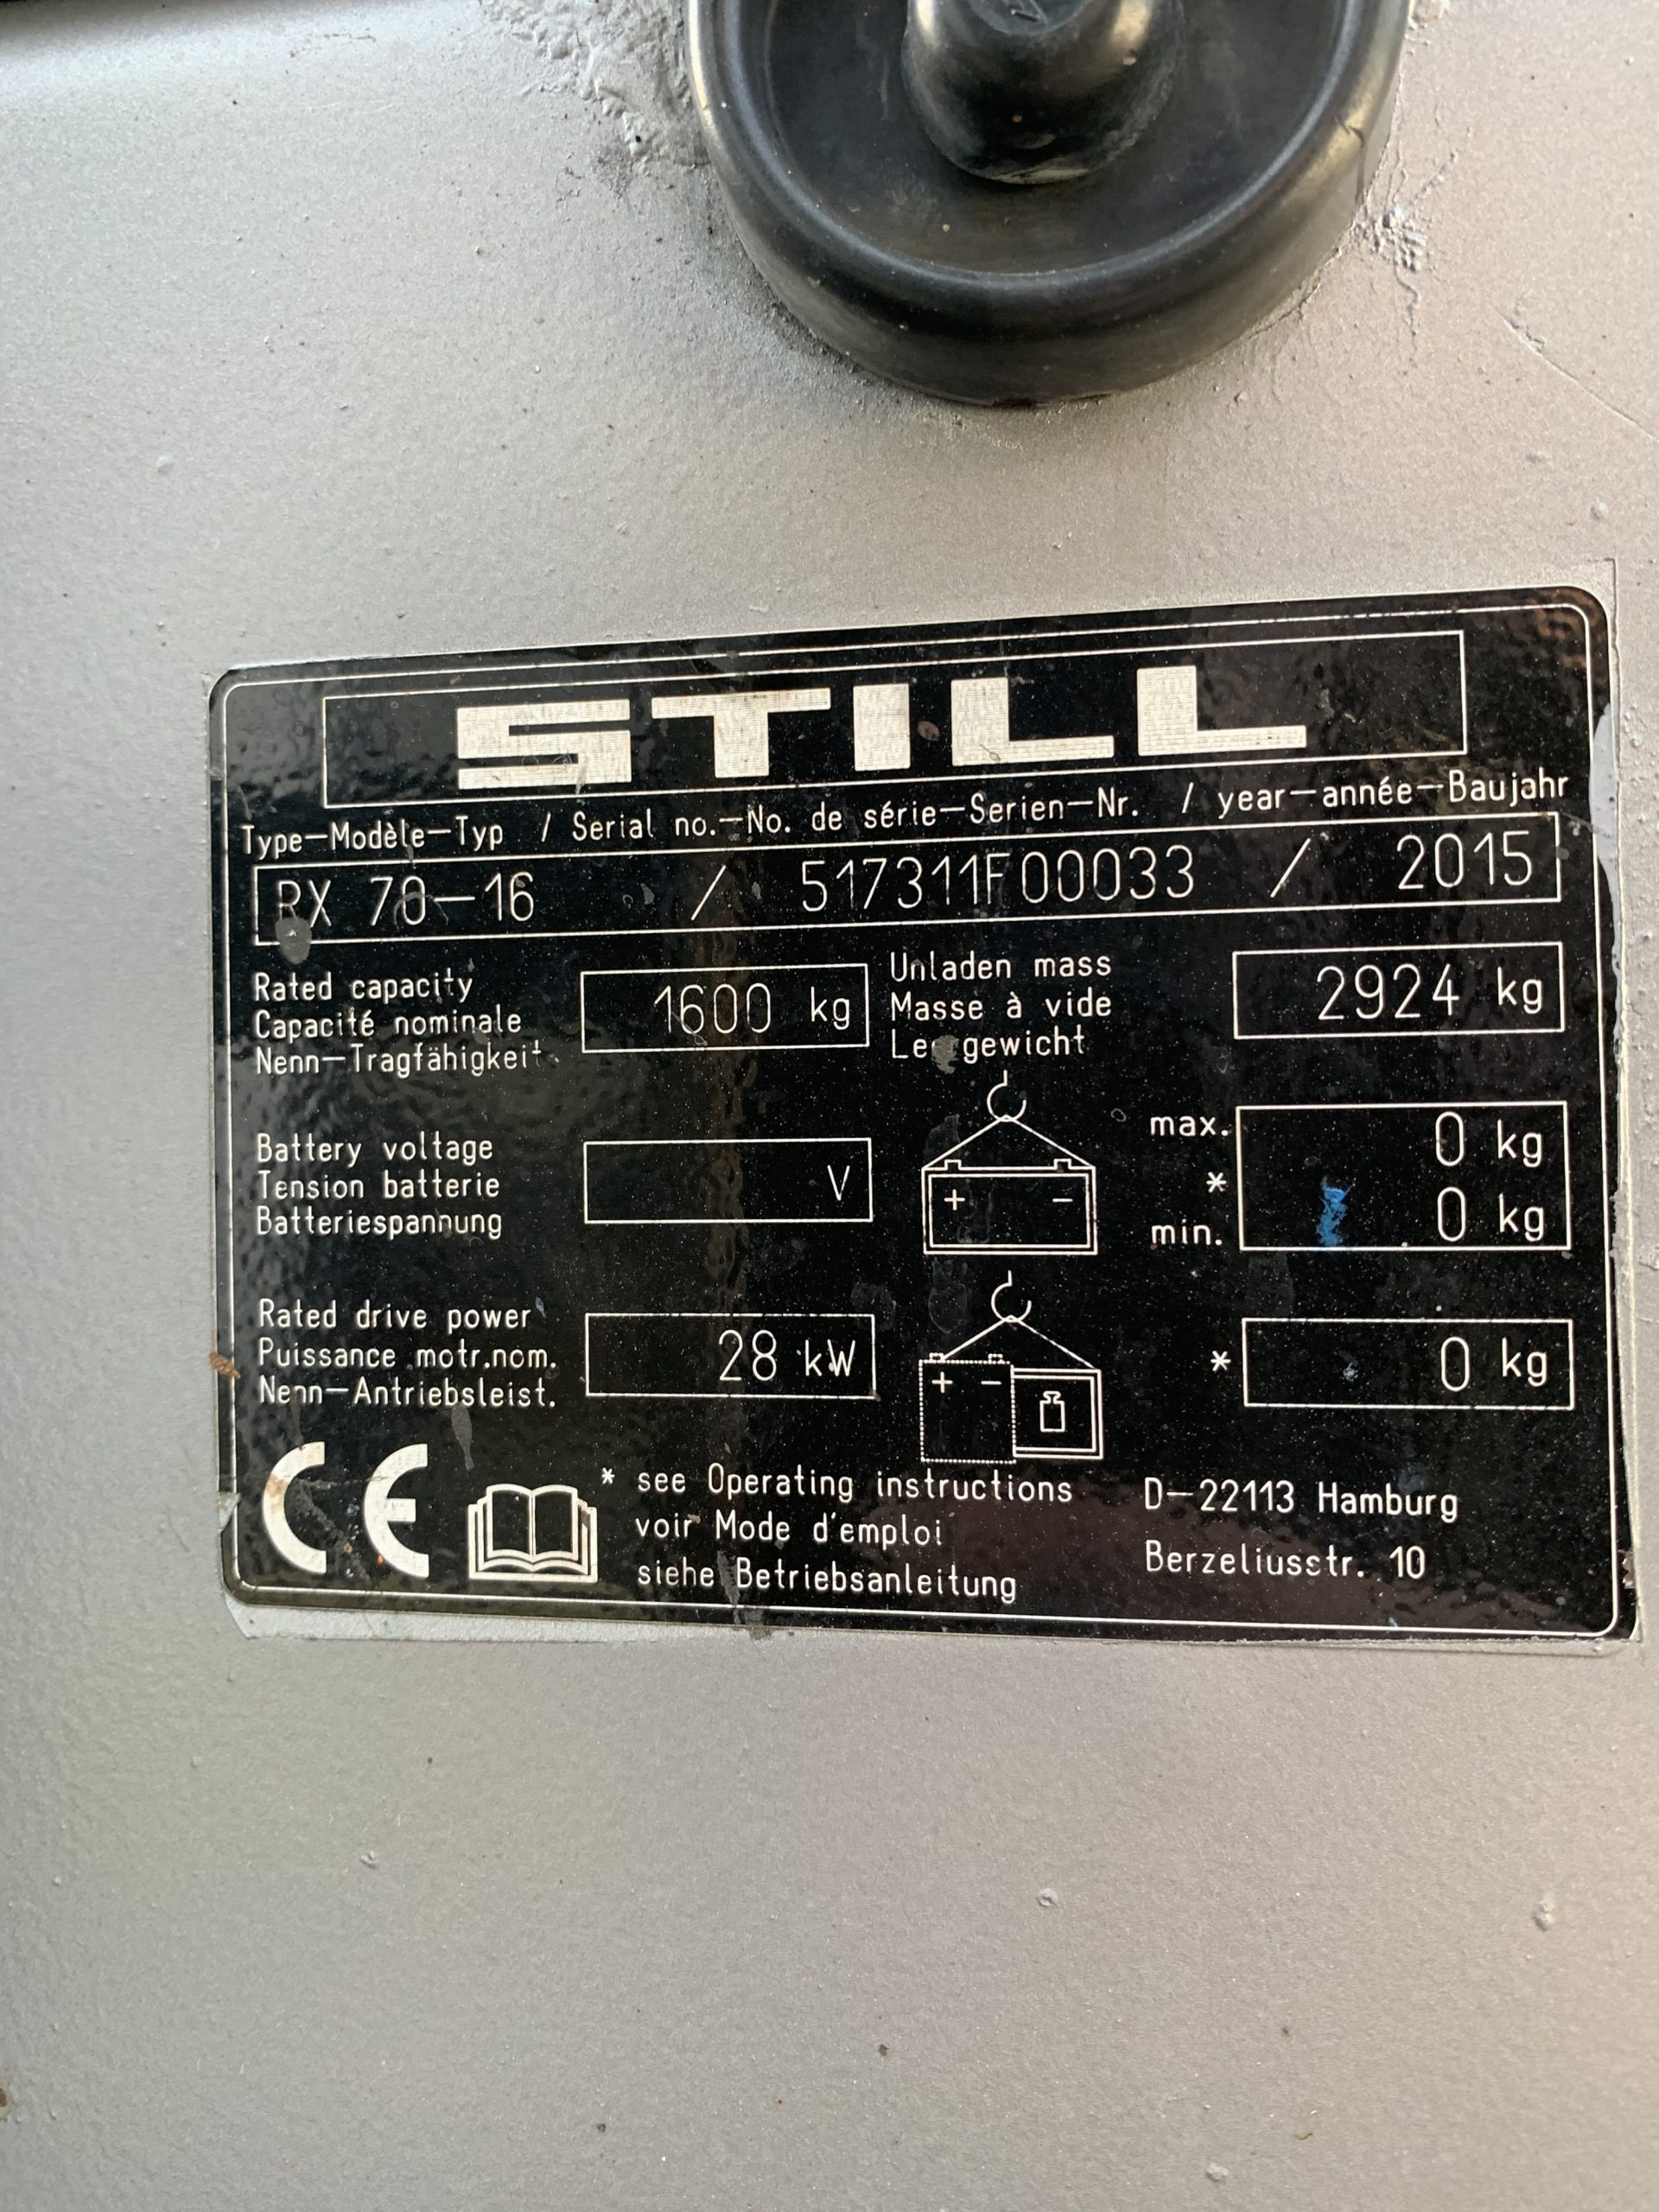 STILL
Type-Modèle-Typ / Serial no.-No. de série-Serien-Nr. / year-année-Baujahr
RX 70-16 / 517311F00033 / 2015
Rated capacity
Capacité nominale
Nenn-Tragfähigkeit
1600 kg
Unladen mass
Masse à vide
Leergewicht
2924 kg
Battery voltage
Tension batterie
Batteriespannung
V
+ -
max.
*
min.
0 kg
0 kg
Rated drive power
Puissance motr.nom.
Nenn-Antriebsleist.
28 kW
+ -
* 0 kg
CE
* see Operating instructions
voir Mode d'emploi
siehe Betriebsanleitung
D-22113 Hamburg
Berzeliusstr. 10